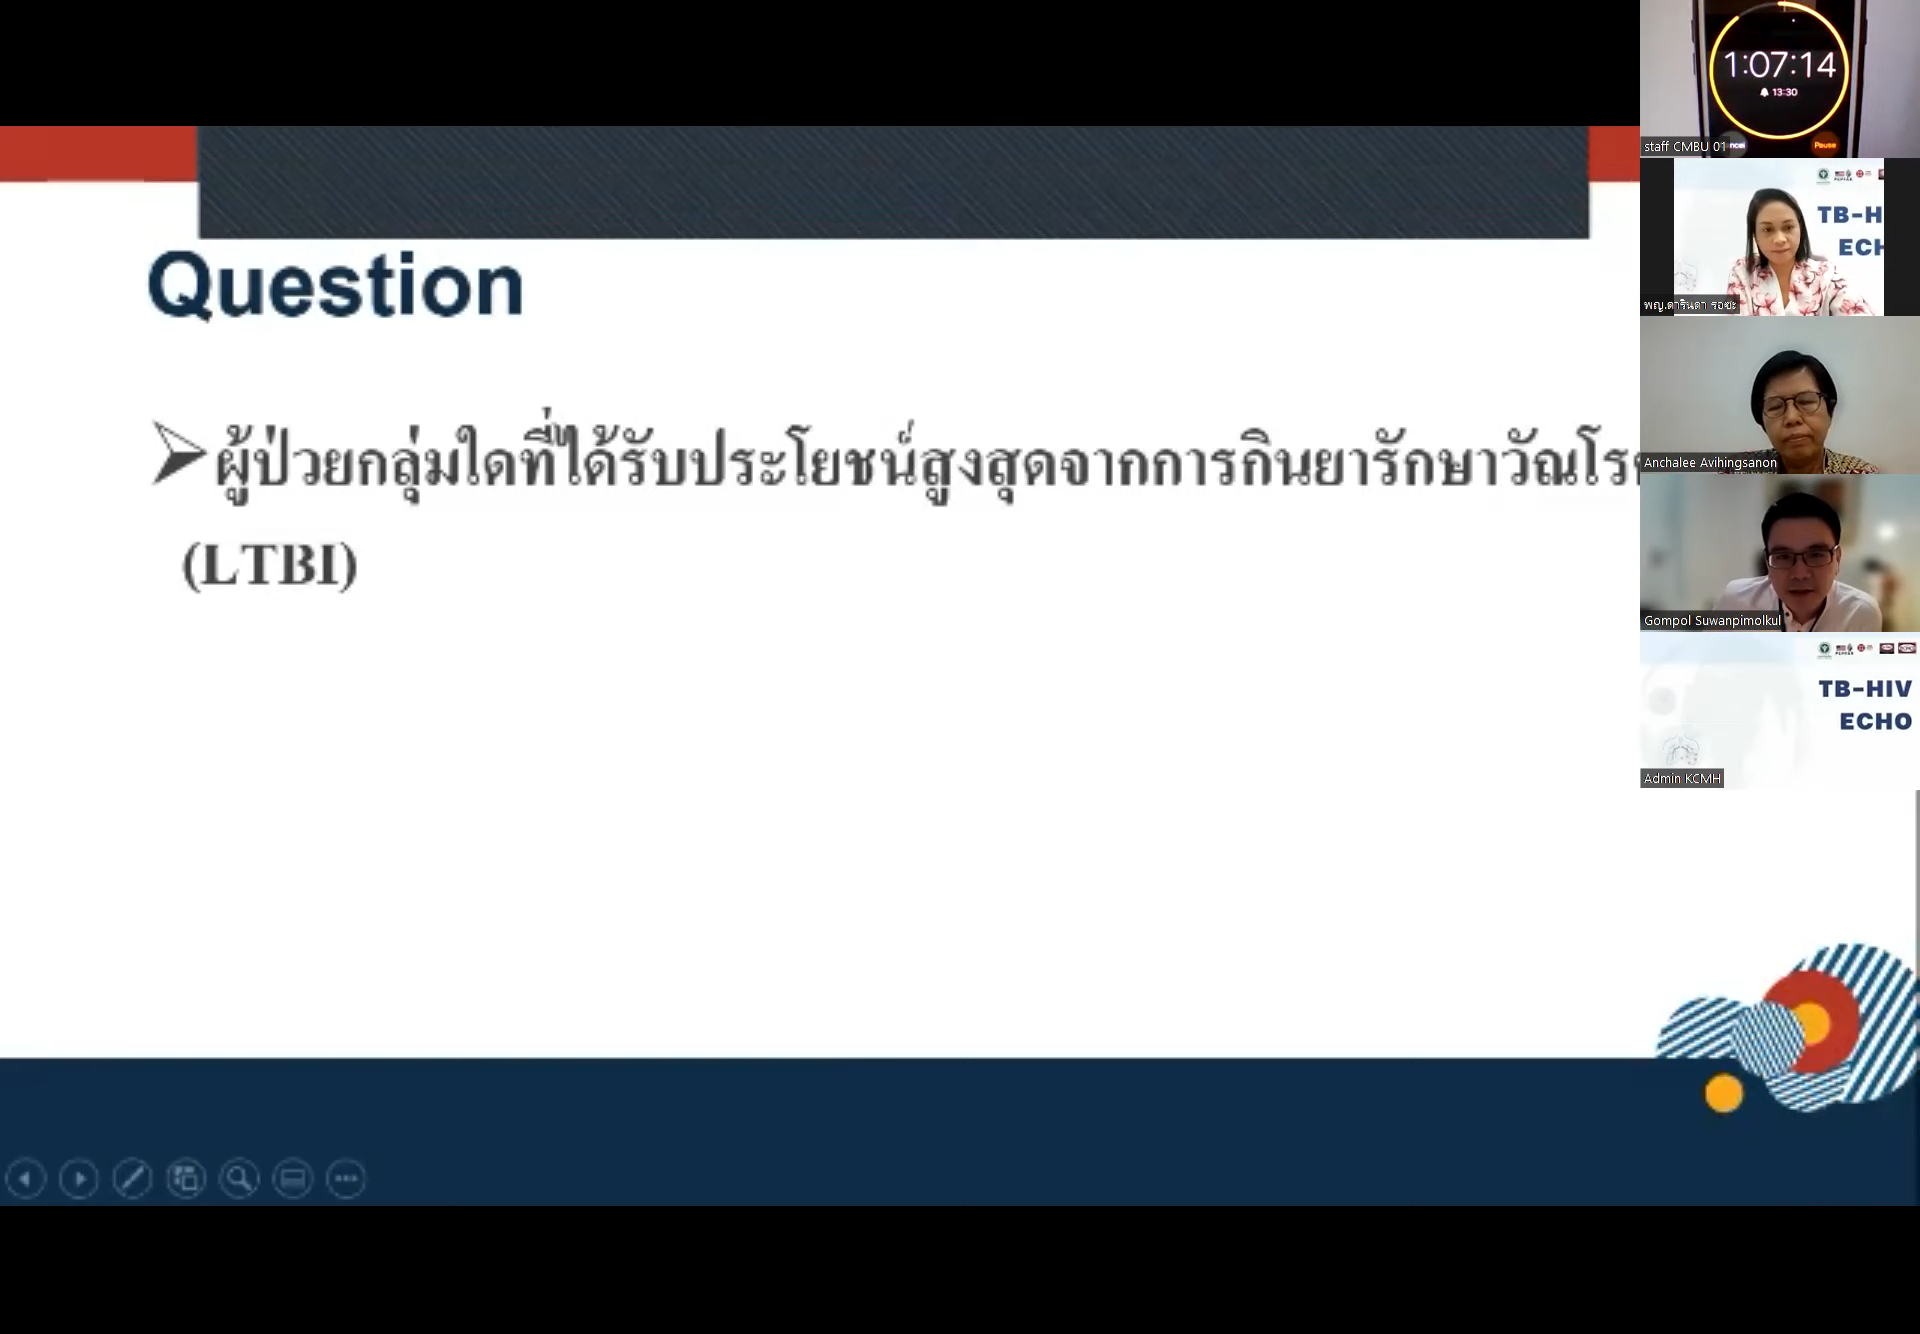 Question
ผู้ป่วยกลุ่มใดที่ได้รับประโยชน์สูงสุดจากการกินยารักษาวัณโร
(LTBI)
1:07:14
13:30
Pause
staff CMBU 01
TB-H
ECH
พญ.ดารินดา รอซะ
Anchalee Avihingsanon
Gompol Suwanpimolkul
TB-HIV
ECHO
Admin KCMH